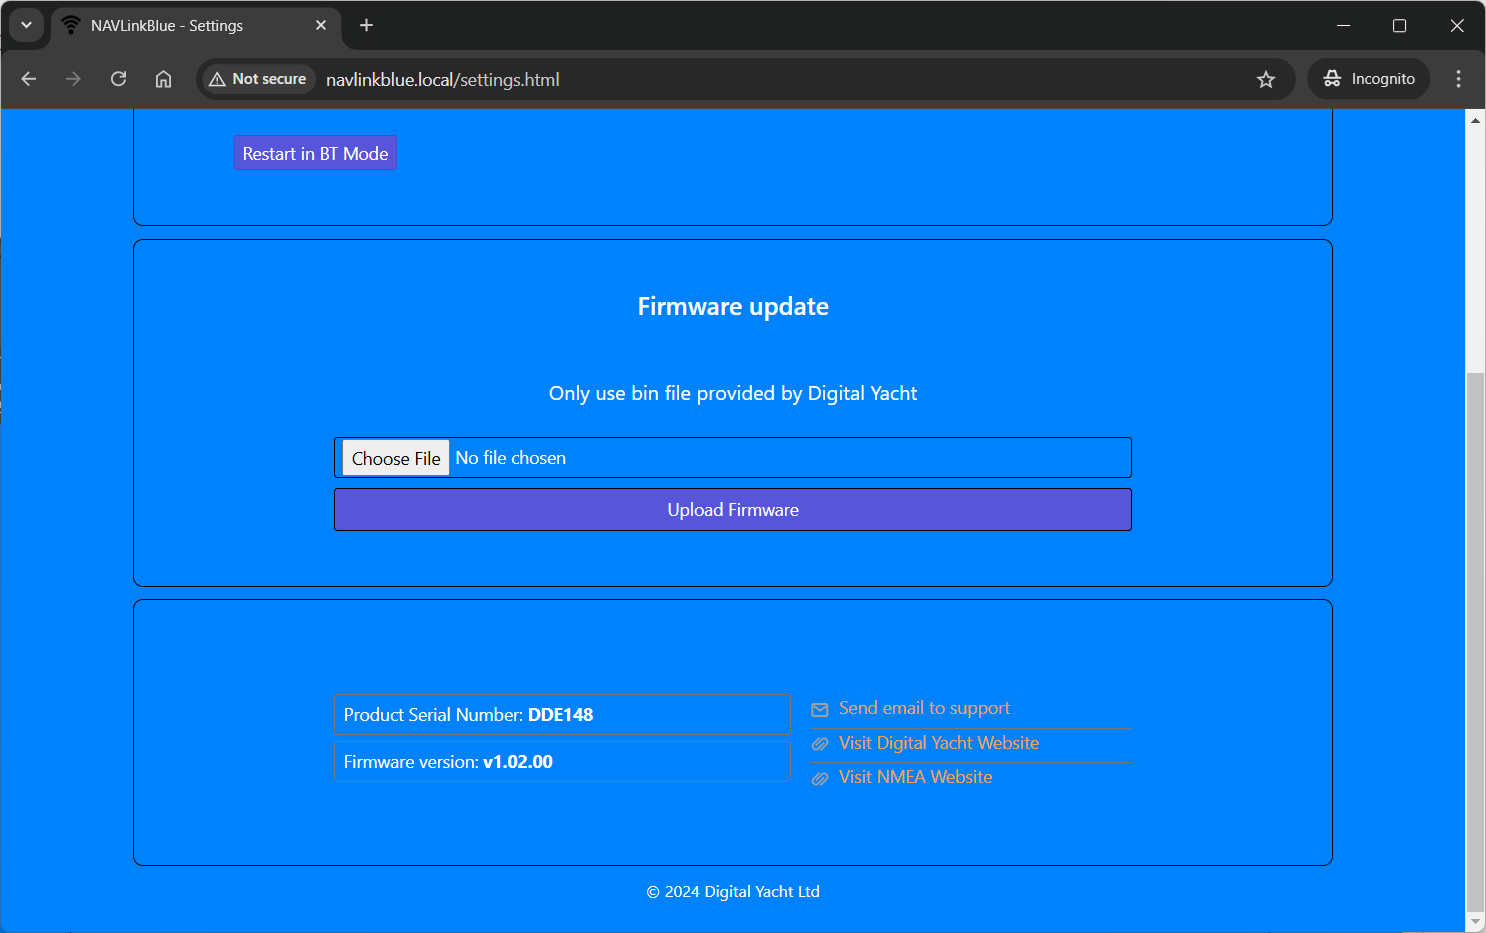 NAVLinkBlue - Settings
Not secure
navlinkblue.local/settings.html
Incognito
Restart in BT Mode
Firmware update
Only use bin file provided by Digital Yacht
Choose File No file chosen
Upload Firmware
Product Serial Number: DDE148
Firmware version: v1.02.00
Send email to support
Visit Digital Yacht Website
Visit NMEA Website
© 2024 Digital Yacht Ltd